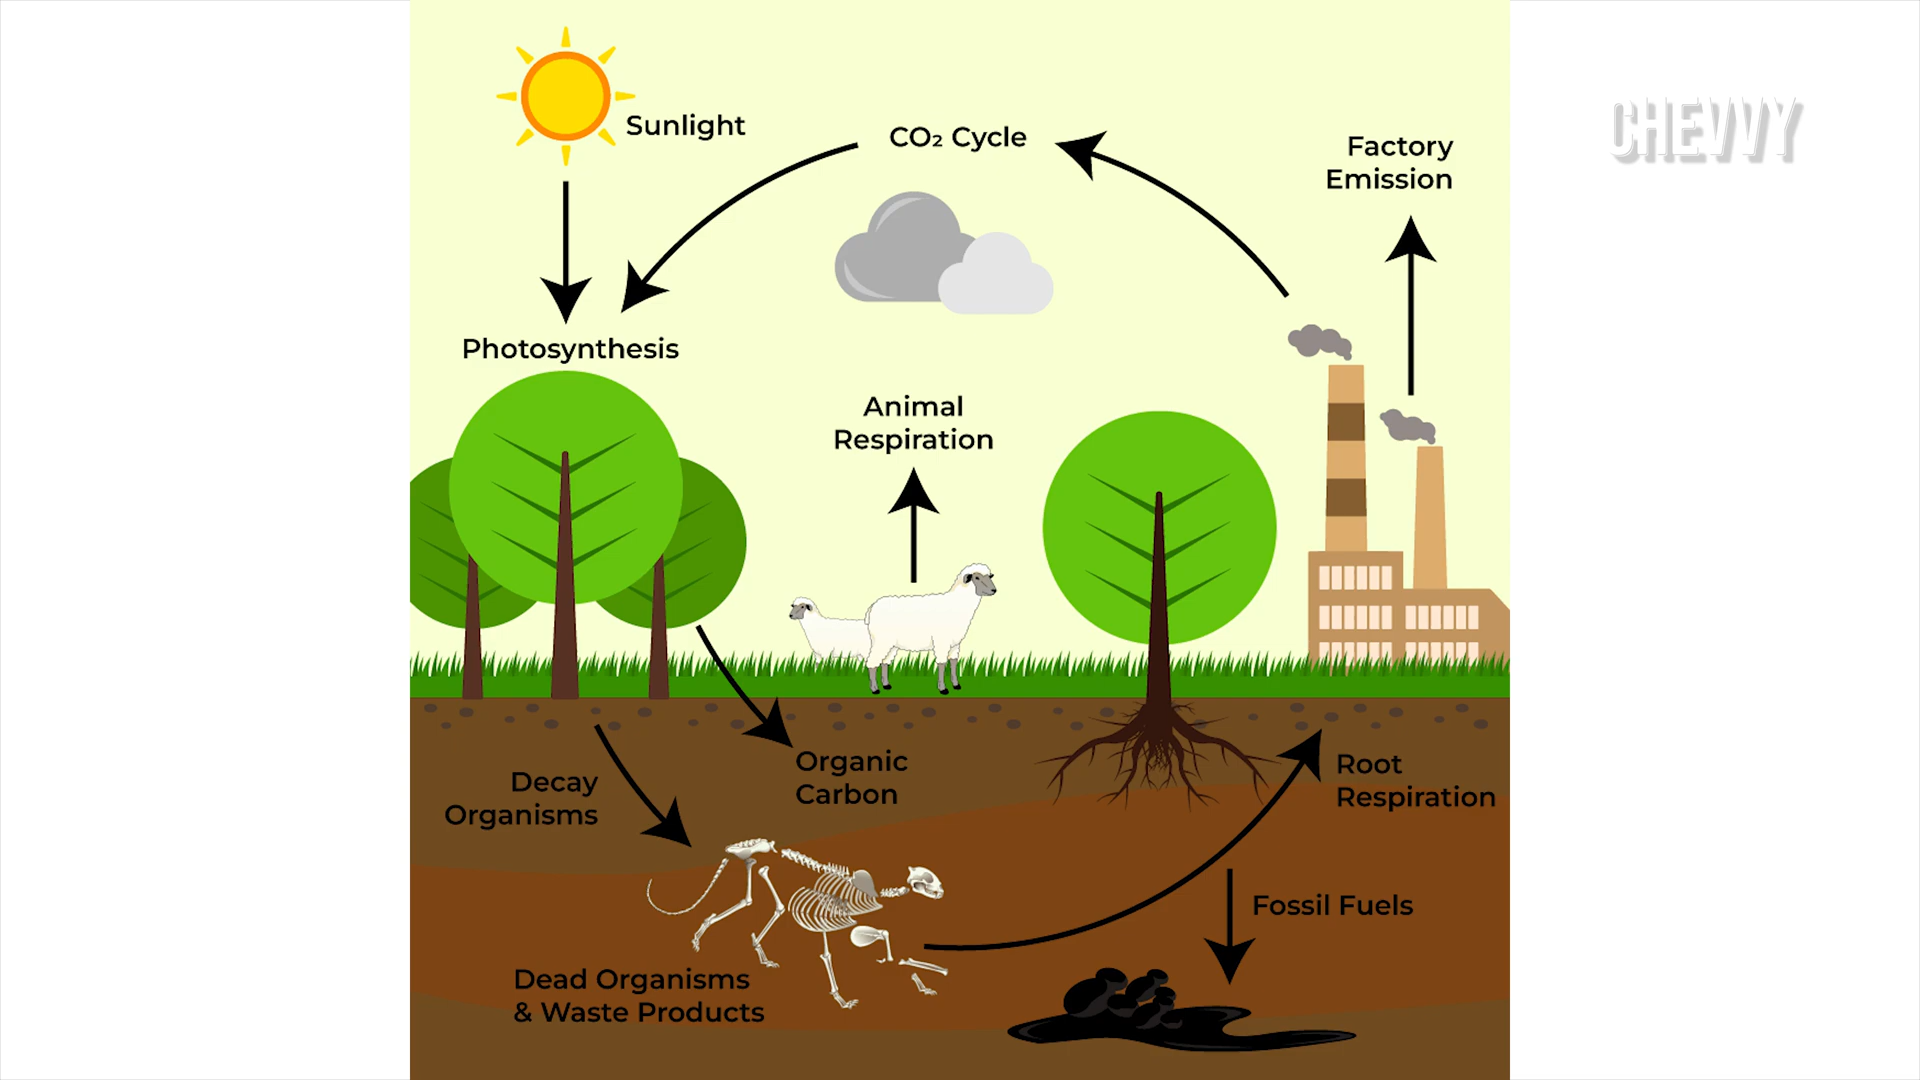 Sunlight
CO₂ Cycle
CHEVVY
Factory
Emission
Photosynthesis
Animal
Respiration
Organic
Carbon
Decay
Organisms
Root
Respiration
Fossil Fuels
Dead Organisms
& Waste Products